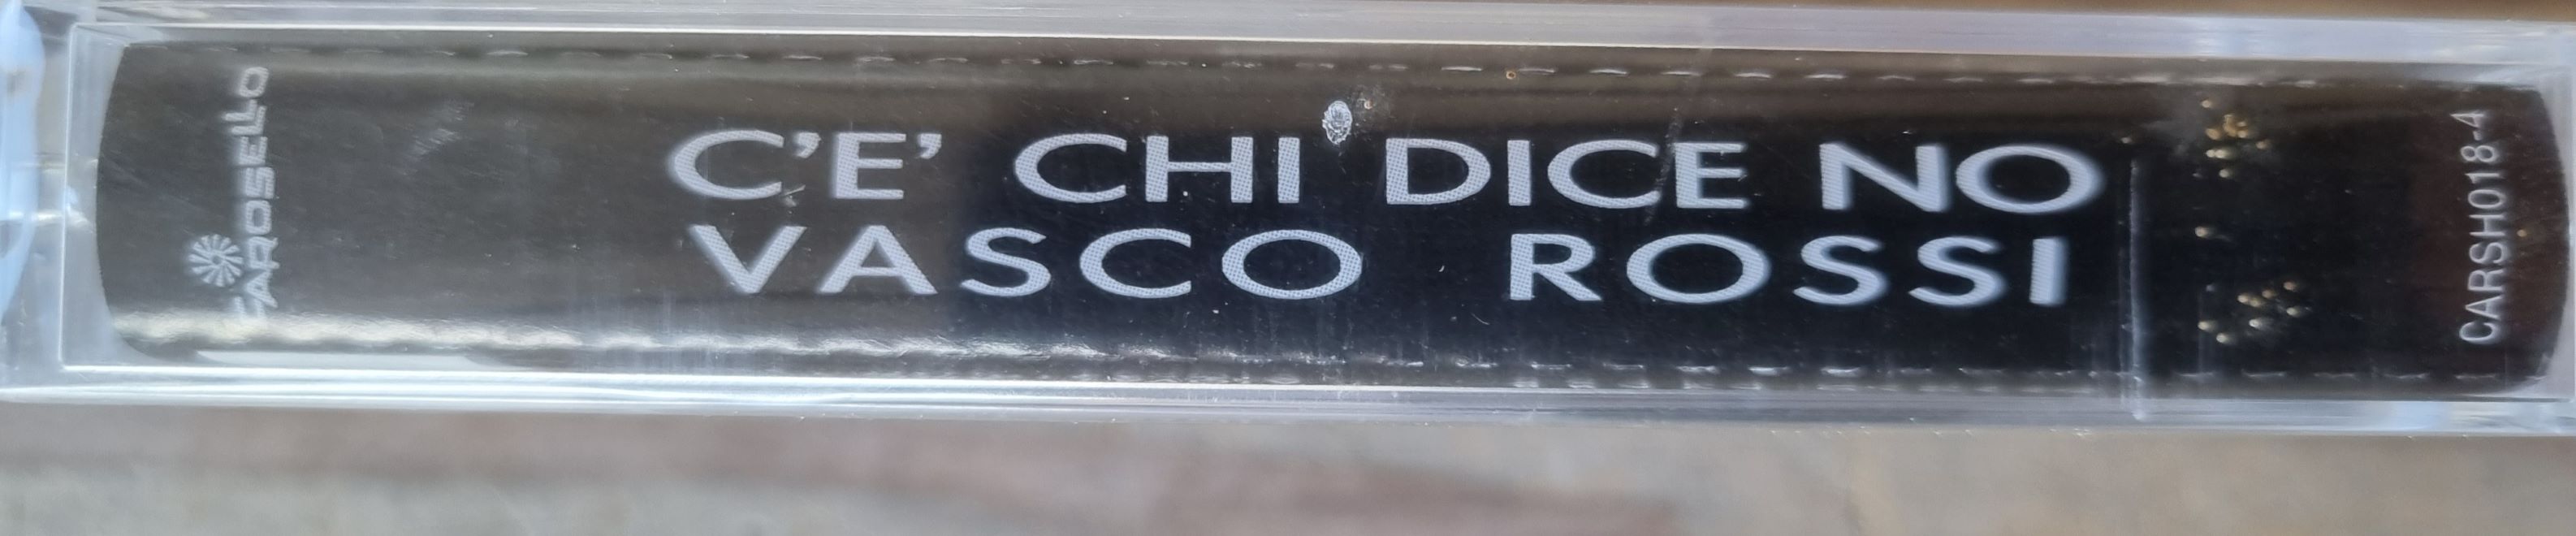 CAROSELLO
C'E' CHI DICE NO
VASCO ROSSI
CARSH018-4